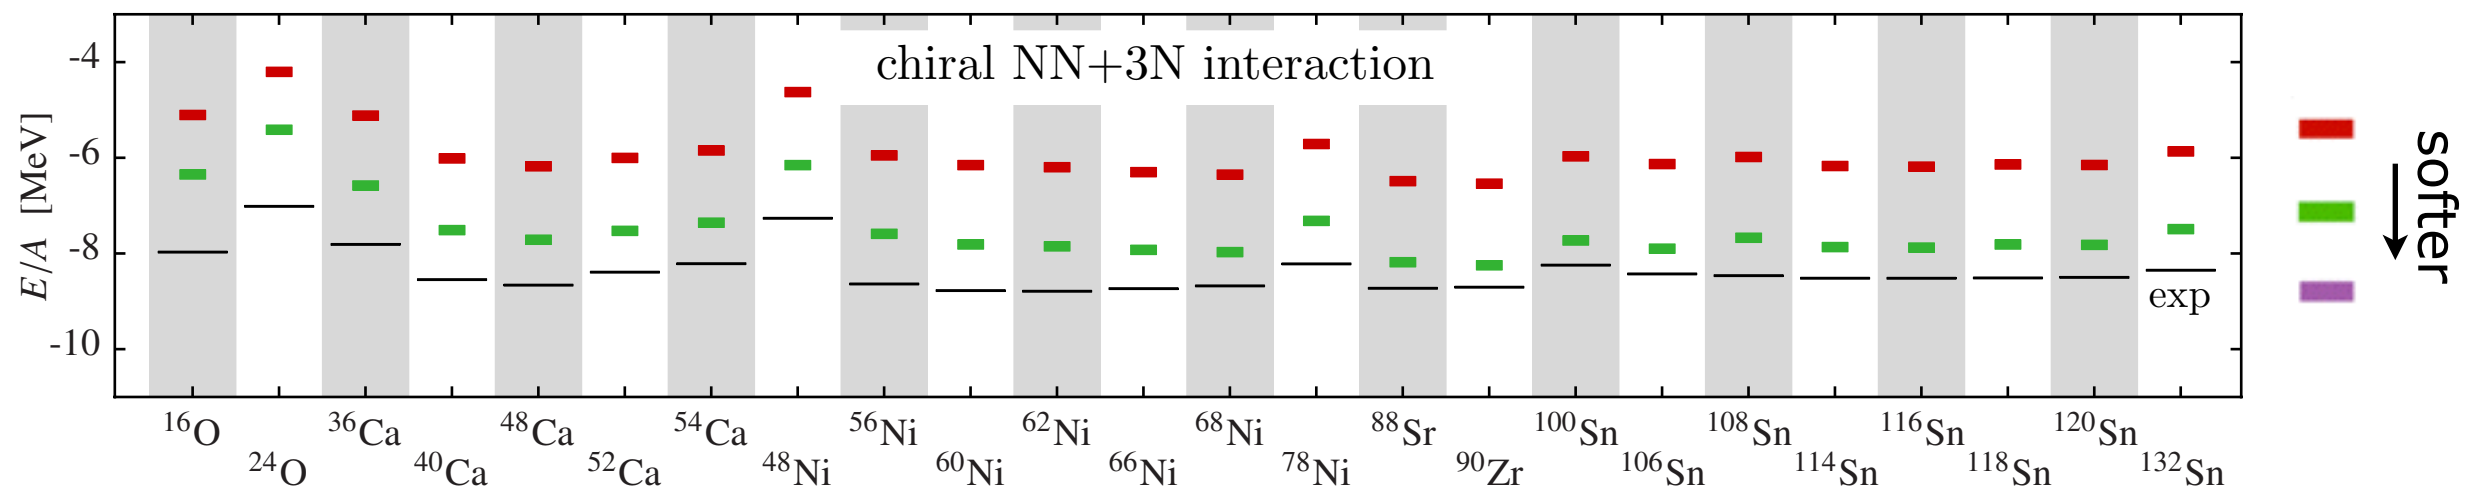 chiral NN+3N interaction
E/A [MeV]
-4
-6
-8
-10
exp
softer
¹⁶O ³⁶Ca ⁴⁸Ca ⁵⁴Ca ⁵⁶Ni ⁶²Ni ⁶⁸Ni ⁸⁸Sr ¹⁰⁰Sn ¹⁰⁸Sn ¹¹⁶Sn ¹²⁰Sn
²⁴O ⁴⁰Ca ⁵²Ca ⁴⁸Ni ⁶⁰Ni ⁶⁶Ni ⁷⁸Ni ⁹⁰Zr ¹⁰⁶Sn ¹¹⁴Sn ¹¹⁸Sn ¹³²Sn